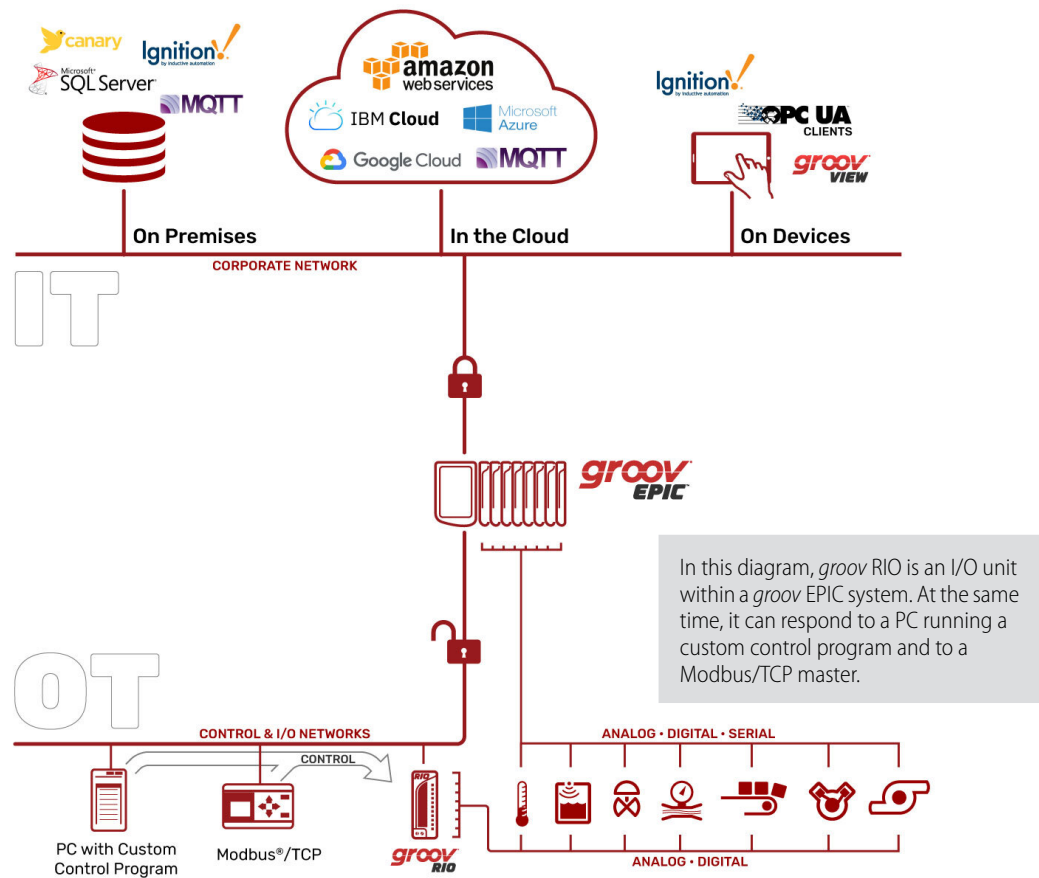 canary
Ignition!
by inductive automation
Microsoft®
SQL Server
MQTT
amazon
web services
IBM Cloud
Microsoft
Azure
Google Cloud
MQTT
Ignition!
by inductive automation
OPC UA
CLIENTS
groov
VIEW
On Premises
In the Cloud
On Devices
CORPORATE NETWORK
IT
groov
EPIC™
In this diagram, groov RIO is an I/O unit
within a groov EPIC system. At the same
time, it can respond to a PC running a
custom control program and to a
Modbus/TCP master.
OT
CONTROL & I/O NETWORKS
ANALOG • DIGITAL • SERIAL
CONTROL
RIO
PC with Custom
Control Program
Modbus®/TCP
groov
RIO
ANALOG • DIGITAL